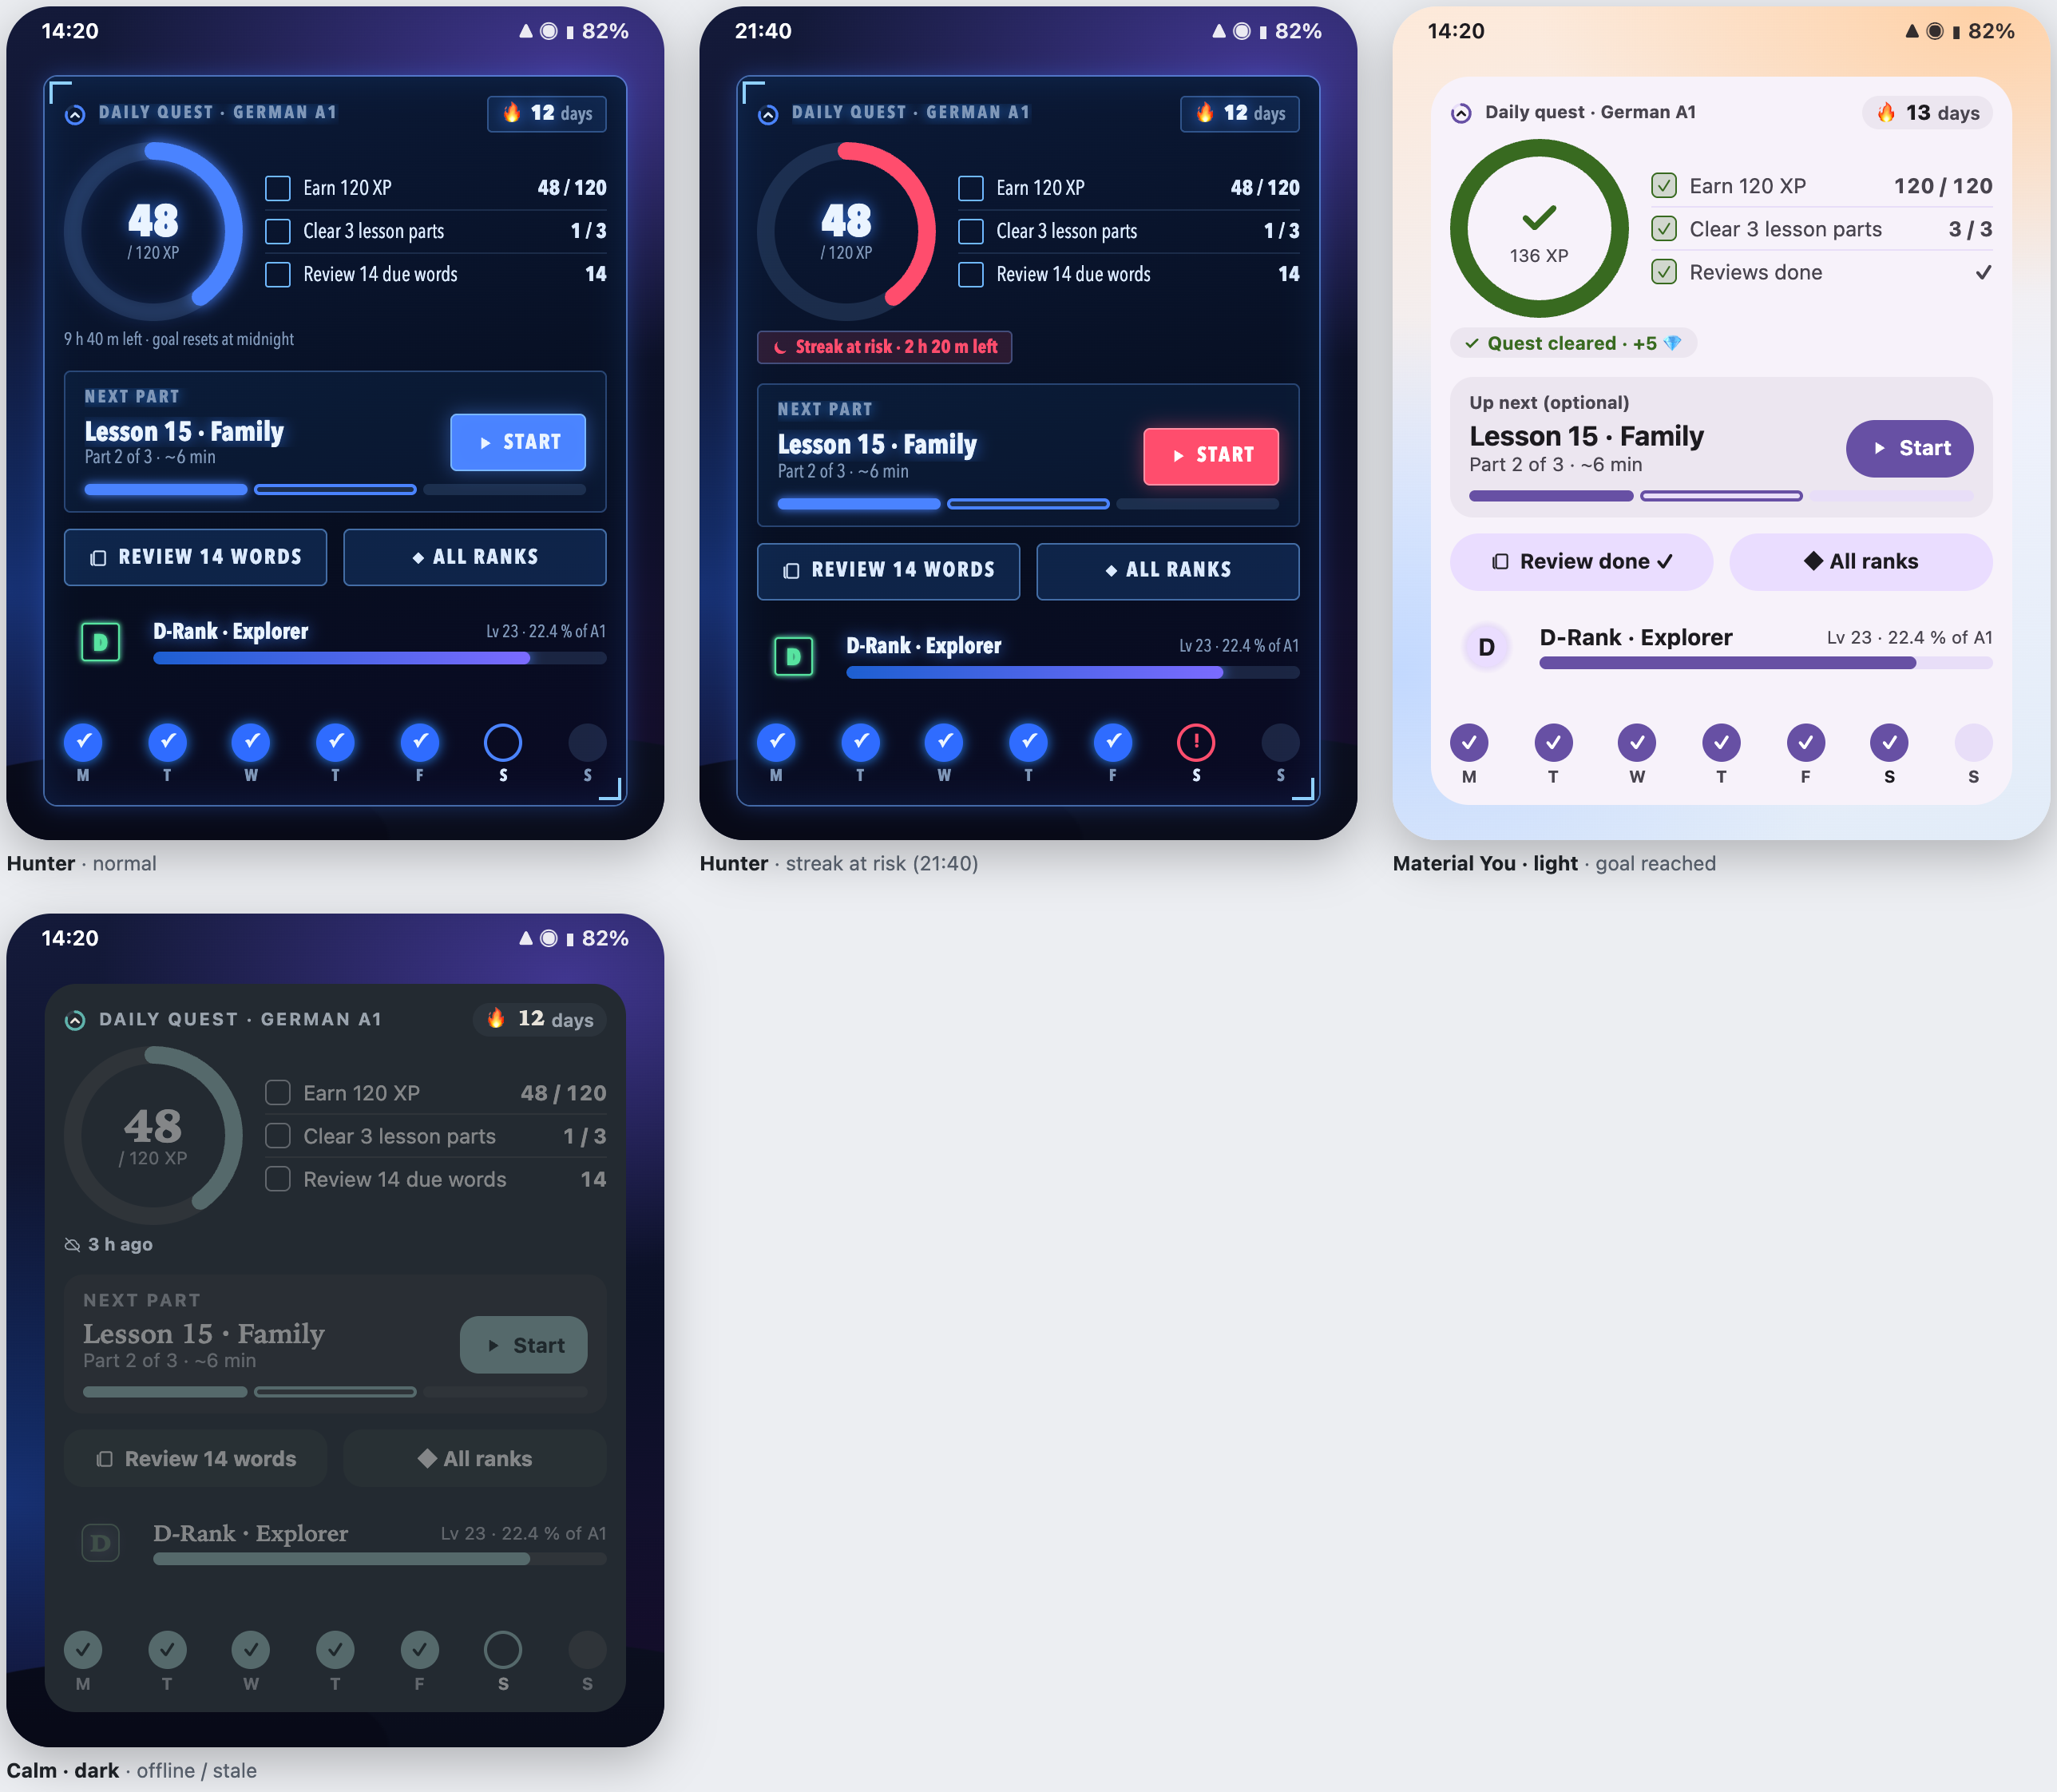 14:20
82%
DAILY QUEST · GERMAN A1
🔥 12 days
48
/ 120 XP
Earn 120 XP 48 / 120
Clear 3 lesson parts 1 / 3
Review 14 due words 14
9 h 40 m left · goal resets at midnight
NEXT PART
Lesson 15 · Family
Part 2 of 3 · ~6 min
START
REVIEW 14 WORDS
ALL RANKS
D
D-Rank · Explorer
Lv 23 · 22.4 % of A1
M T W T F S S
Hunter · normal
21:40
82%
DAILY QUEST · GERMAN A1
🔥 12 days
48
/ 120 XP
Earn 120 XP 48 / 120
Clear 3 lesson parts 1 / 3
Review 14 due words 14
Streak at risk · 2 h 20 m left
NEXT PART
Lesson 15 · Family
Part 2 of 3 · ~6 min
START
REVIEW 14 WORDS
ALL RANKS
D
D-Rank · Explorer
Lv 23 · 22.4 % of A1
!
M T W T F S S
Hunter · streak at risk (21:40)
14:20
82%
Daily quest · German A1
🔥 13 days
136 XP
Earn 120 XP 120 / 120
Clear 3 lesson parts 3 / 3
Reviews done ✓
✓ Quest cleared · +5 💎
Up next (optional)
Lesson 15 · Family
Part 2 of 3 · ~6 min
Start
Review done ✓
All ranks
D
D-Rank · Explorer
Lv 23 · 22.4 % of A1
M T W T F S S
Material You · light · goal reached
14:20
82%
DAILY QUEST · GERMAN A1
🔥 12 days
48
/ 120 XP
Earn 120 XP 48 / 120
Clear 3 lesson parts 1 / 3
Review 14 due words 14
3 h ago
NEXT PART
Lesson 15 · Family
Part 2 of 3 · ~6 min
Start
Review 14 words
All ranks
D
D-Rank · Explorer
Lv 23 · 22.4 % of A1
M T W T F S S
Calm · dark · offline / stale